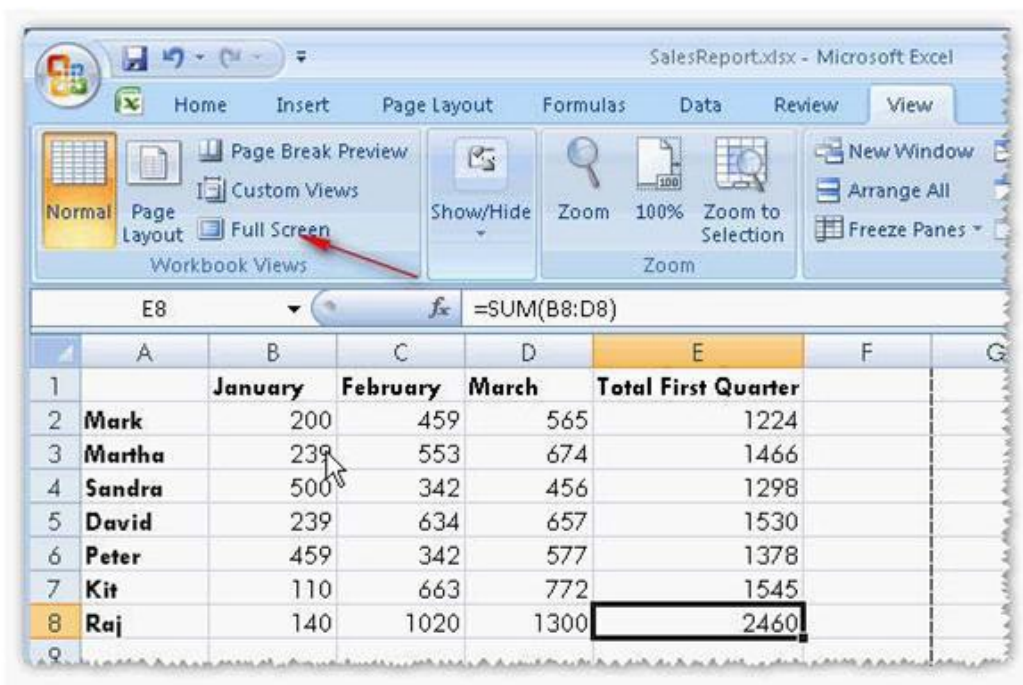 SalesReport.xlsx - Microsoft Excel
Home Insert Page Layout Formulas Data Review View
Normal
Page Layout
Page Break Preview
Custom Views
Full Screen
Workbook Views
Show/Hide
Zoom
100
100%
Zoom to Selection
Zoom
New Window
Arrange All
Freeze Panes
E8 fx =SUM(B8:D8)
A B C D E F G
1 January February March Total First Quarter
2 Mark 200 459 565 1224
3 Martha 239 553 674 1466
4 Sandra 500 342 456 1298
5 David 239 634 657 1530
6 Peter 459 342 577 1378
7 Kit 110 663 772 1545
8 Raj 140 1020 1300 2460
9